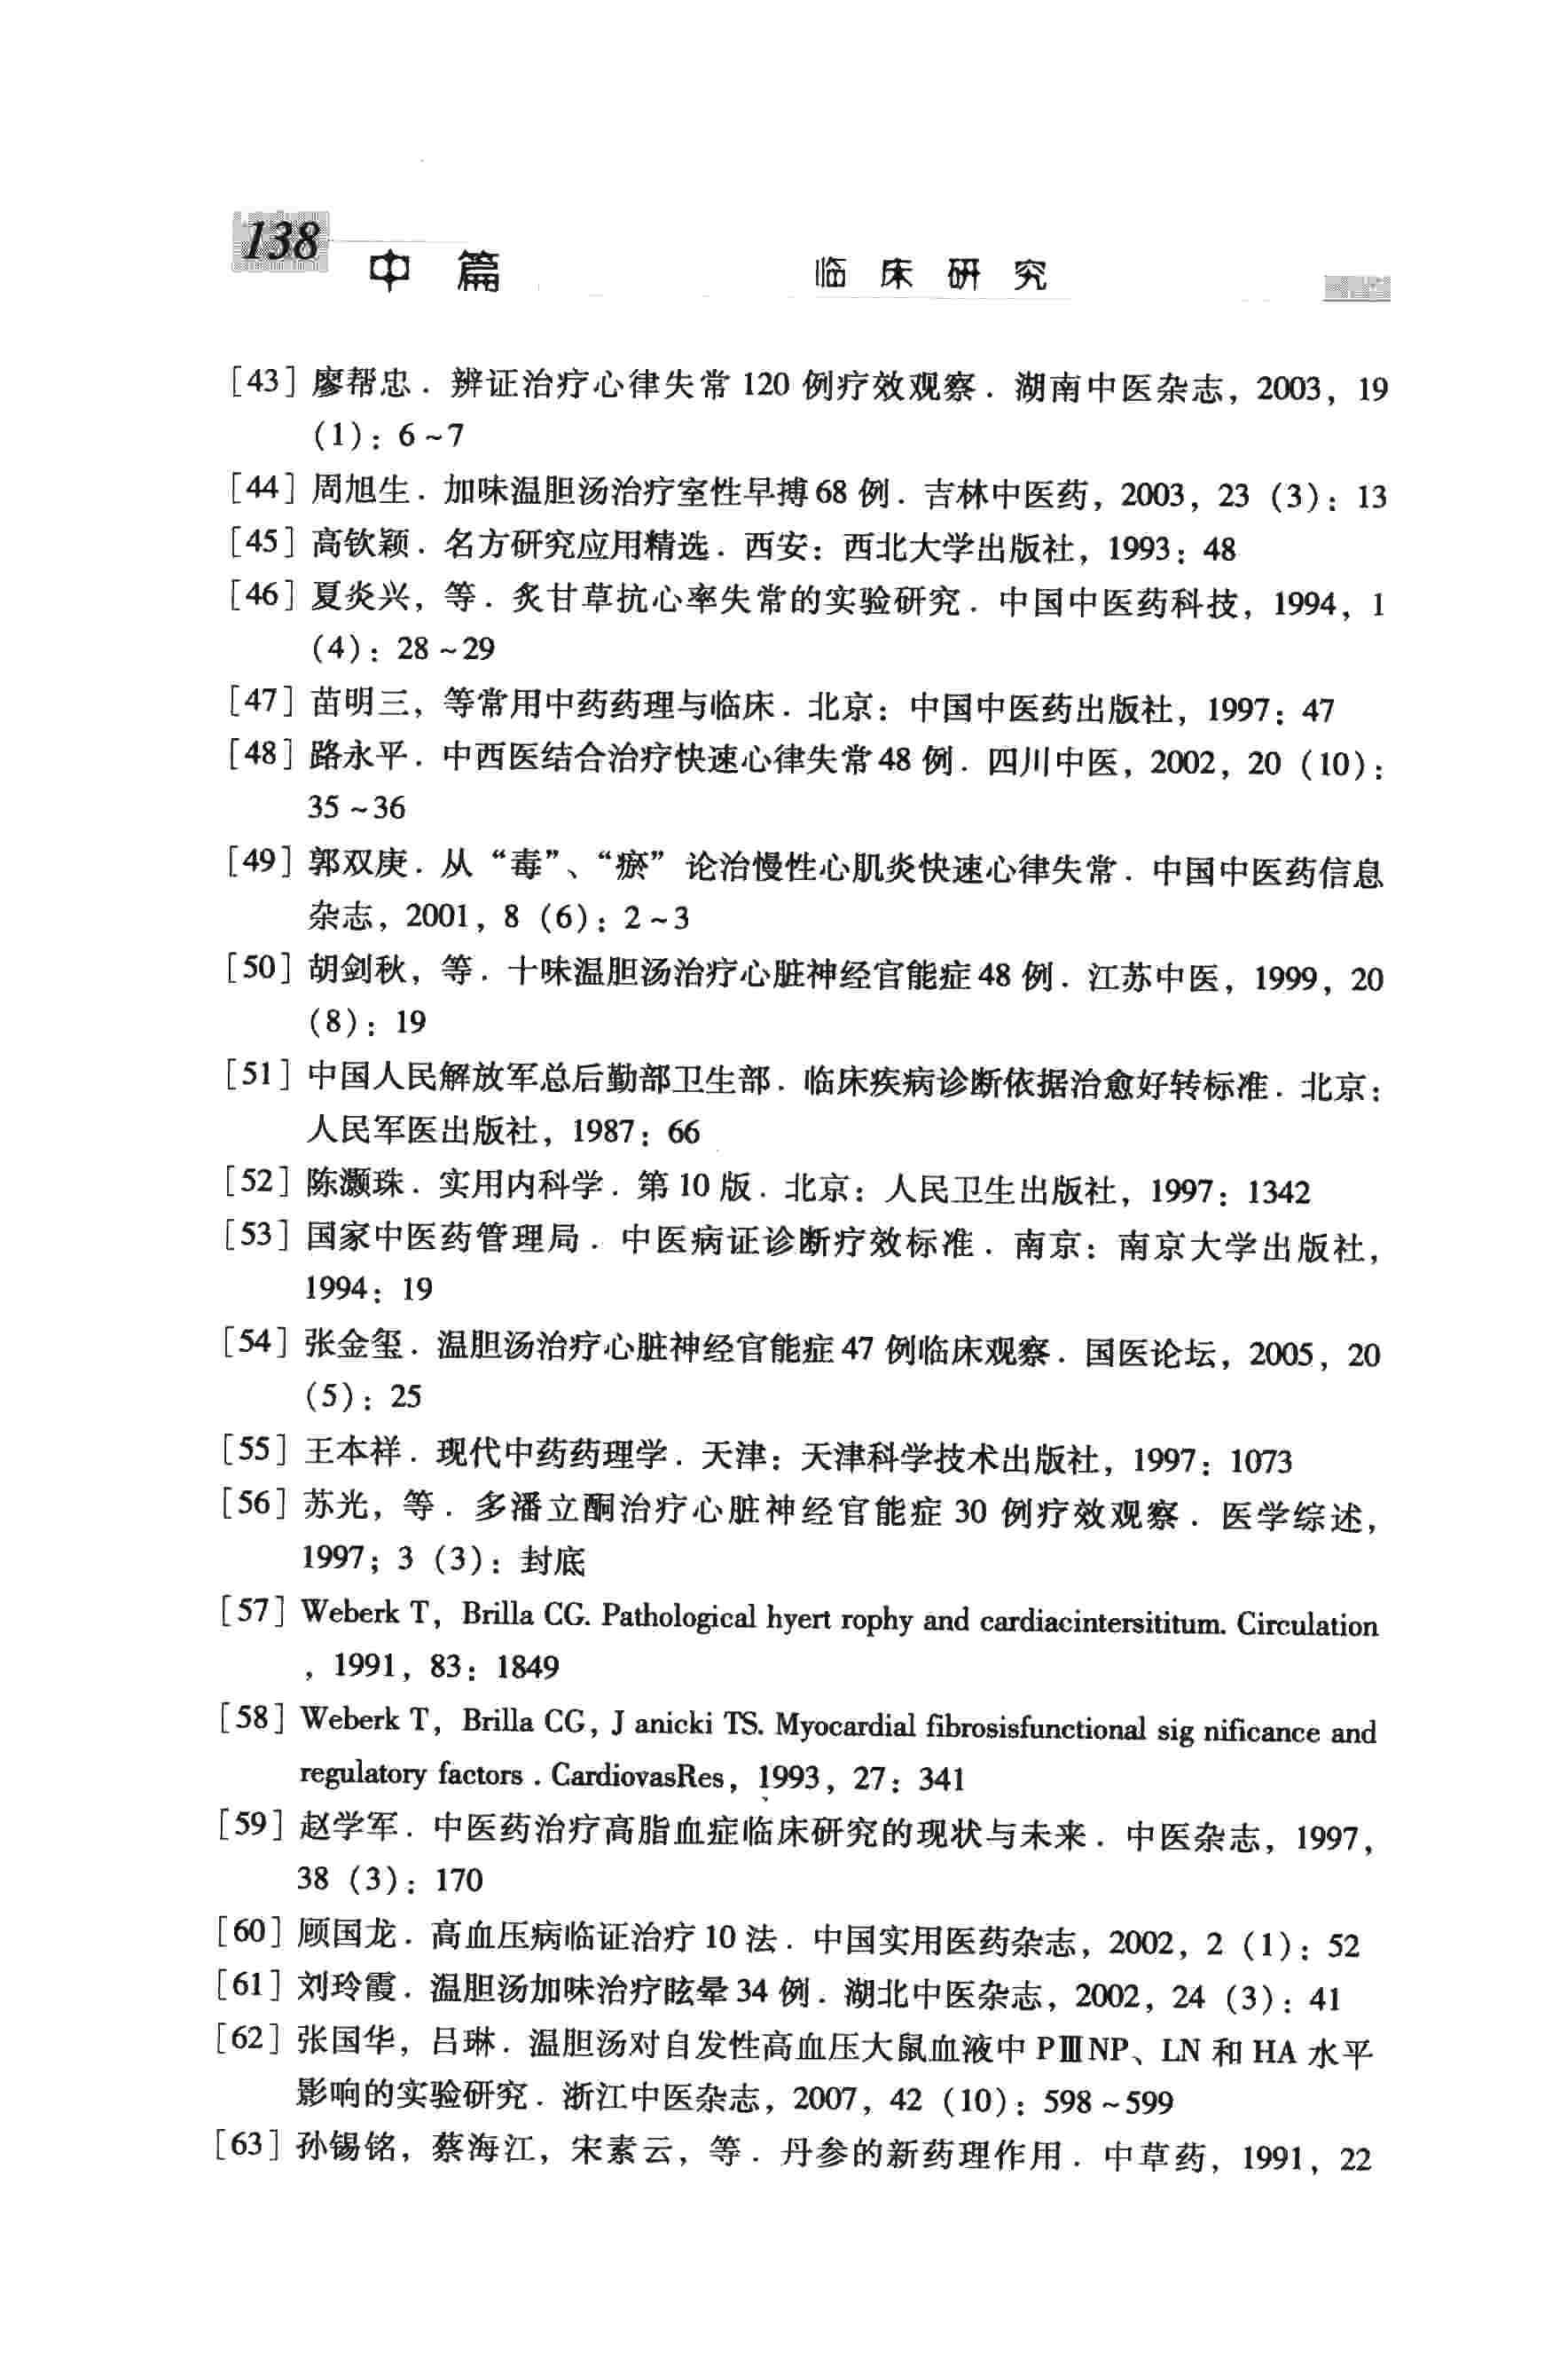 138
中 篇 临 床 研 究
［43］廖帮忠．辨证治疗心律失常 120 例疗效观察．湖南中医杂志，2003，19
（1）：6～7
［44］周旭生．加味温胆汤治疗室性早搏 68 例．吉林中医药，2003，23（3）：13
［45］高钦颖．名方研究应用精选．西安：西北大学出版社，1993：48
［46］夏炎兴，等．炙甘草抗心率失常的实验研究．中国中医药科技，1994，1
（4）：28～29
［47］苗明三，等常用中药药理与临床．北京：中国中医药出版社，1997：47
［48］路永平．中西医结合治疗快速心律失常 48 例．四川中医，2002，20（10）：
35～36
［49］郭双庚．从“毒”、“瘀”论治慢性心肌炎快速心律失常．中国中医药信息
杂志，2001，8（6）：2～3
［50］胡剑秋，等．十味温胆汤治疗心脏神经官能症 48 例．江苏中医，1999，20
（8）：19
［51］中国人民解放军总后勤部卫生部．临床疾病诊断依据治愈好转标准．北京：
人民军医出版社，1987：66
［52］陈灏珠．实用内科学．第 10 版．北京：人民卫生出版社，1997：1342
［53］国家中医药管理局．中医病证诊断疗效标准．南京：南京大学出版社，
1994：19
［54］张金玺．温胆汤治疗心脏神经官能症 47 例临床观察．国医论坛，2005，20
（5）：25
［55］王本祥．现代中药药理学．天津：天津科学技术出版社，1997：1073
［56］苏光，等．多潘立酮治疗心脏神经官能症 30 例疗效观察．医学综述，
1997；3（3）：封底
［57］Weberk T，Brilla CG. Pathological hyert rophy and cardiacintersititum. Circulation
，1991，83：1849
［58］Weberk T，Brilla CG，J anicki TS. Myocardial fibrosisfunctional sig nificance and
regulatory factors．CardiovasRes，1993，27：341
［59］赵学军．中医药治疗高脂血症临床研究的现状与未来．中医杂志，1997，
38（3）：170
［60］顾国龙．高血压病临证治疗 10 法．中国实用医药杂志，2002，2（1）：52
［61］刘玲霞．温胆汤加味治疗眩晕 34 例．湖北中医杂志，2002，24（3）：41
［62］张国华，吕琳．温胆汤对自发性高血压大鼠血液中 PⅢNP、LN 和 HA 水平
影响的实验研究．浙江中医杂志，2007，42（10）：598～599
［63］孙锡铭，蔡海江，宋素云，等．丹参的新药理作用．中草药，1991，22